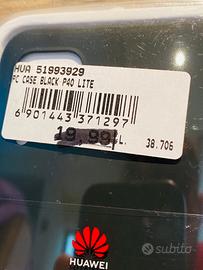 HUA 51993929
PC CASE BLACK P40 LITE
6 901443 371297
19,99
38.706
HUAWEI
subito